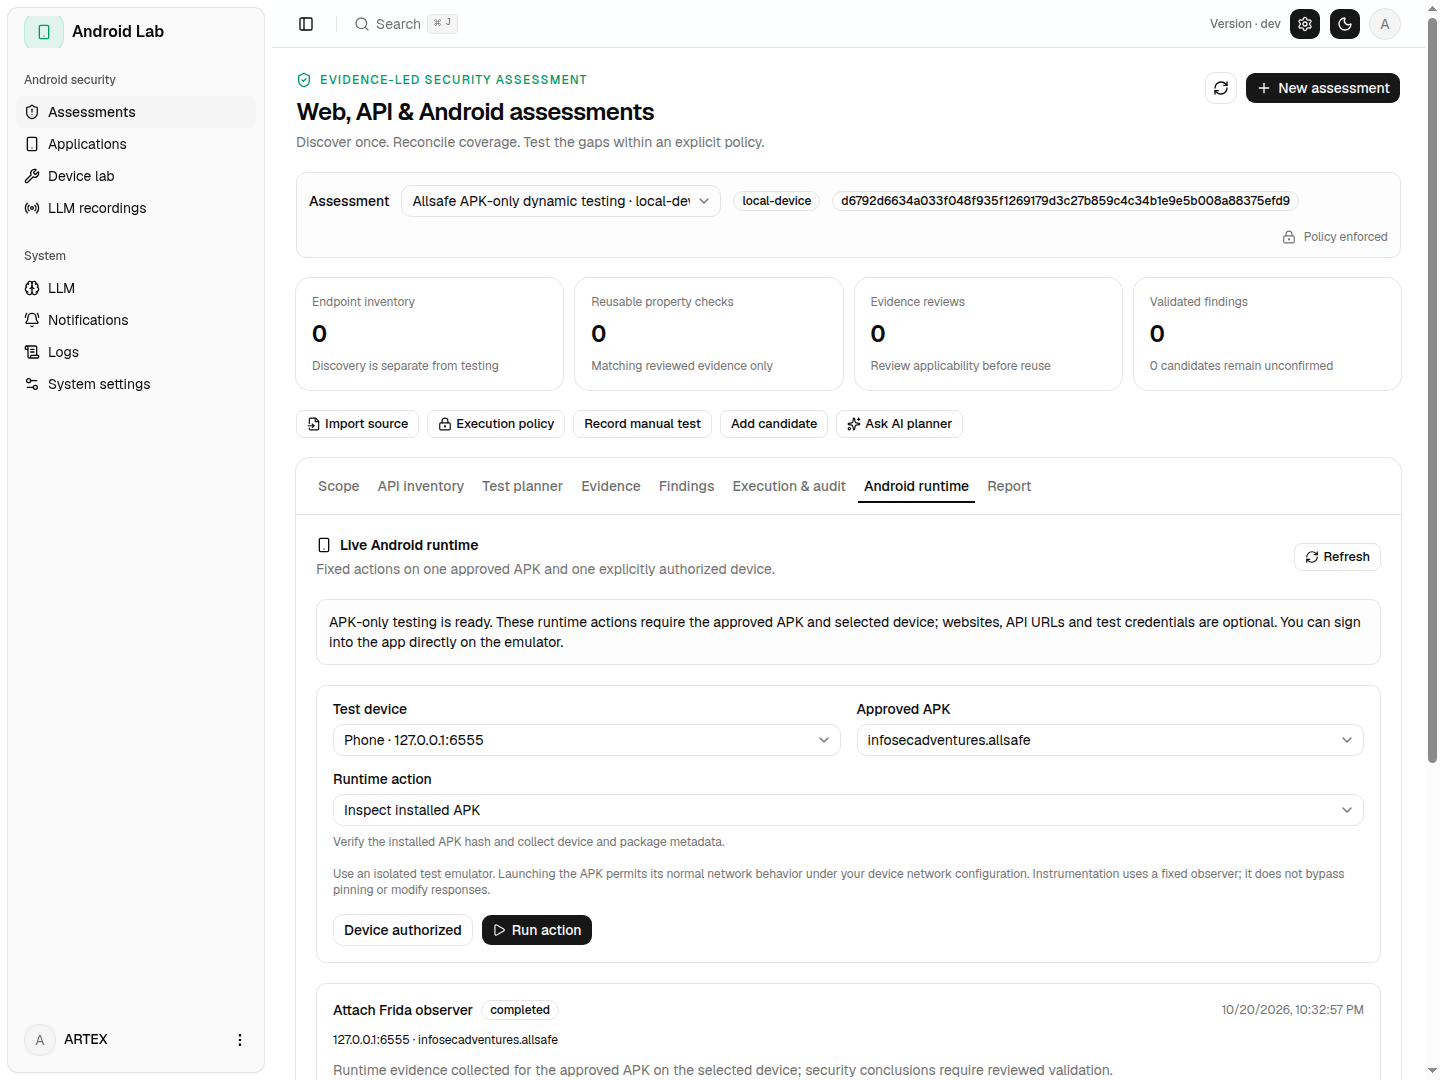 Android Lab
Search ⌘ J
Version · dev
A
Android security
Assessments
Applications
Device lab
LLM recordings
System
LLM
Notifications
Logs
System settings
A ARTEX
EVIDENCE-LED SECURITY ASSESSMENT
Web, API & Android assessments
Discover once. Reconcile coverage. Test the gaps within an explicit policy.
New assessment
Assessment Allsafe APK-only dynamic testing · local-dev local-device d6792d6634a033f048f935f1269179d3c27b859c4c34b1e9e5b008a88375efd9
Policy enforced
Endpoint inventory
0
Discovery is separate from testing
Reusable property checks
0
Matching reviewed evidence only
Evidence reviews
0
Review applicability before reuse
Validated findings
0
0 candidates remain unconfirmed
Import source Execution policy Record manual test Add candidate Ask AI planner
Scope API inventory Test planner Evidence Findings Execution & audit Android runtime Report
Live Android runtime
Fixed actions on one approved APK and one explicitly authorized device.
Refresh
APK-only testing is ready. These runtime actions require the approved APK and selected device; websites, API URLs and test credentials are optional. You can sign
into the app directly on the emulator.
Test device
Phone · 127.0.0.1:6555
Approved APK
infosecadventures.allsafe
Runtime action
Inspect installed APK
Verify the installed APK hash and collect device and package metadata.
Use an isolated test emulator. Launching the APK permits its normal network behavior under your device network configuration. Instrumentation uses a fixed observer; it does not bypass
pinning or modify responses.
Device authorized Run action
Attach Frida observer completed 10/20/2026, 10:32:57 PM
127.0.0.1:6555 · infosecadventures.allsafe
Runtime evidence collected for the approved APK on the selected device; security conclusions require reviewed validation.